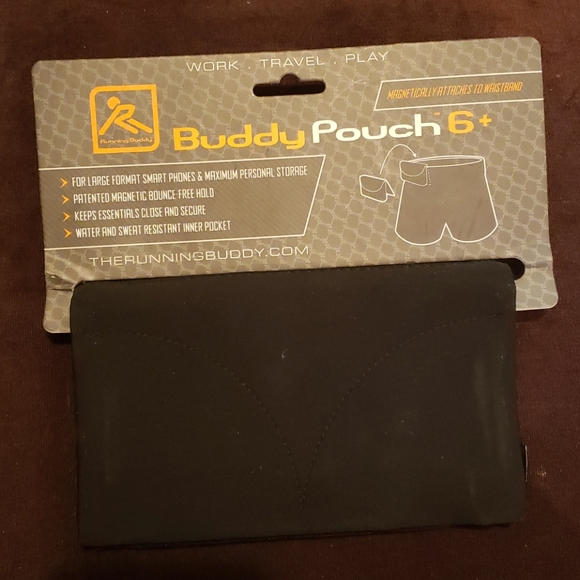 WORK . TRAVEL . PLAY
MAGNETICALLY ATTACHES TO WAISTBAND
Running Buddy
Buddy Pouch™ 6+
FOR LARGE FORMAT SMART PHONES & MAXIMUM PERSONAL STORAGE
PATENTED MAGNETIC BOUNCE FREE HOLD
KEEPS ESSENTIALS CLOSE AND SECURE
WATER AND SWEAT RESISTANT INNER POCKET
THERUNNINGBUDDY.COM